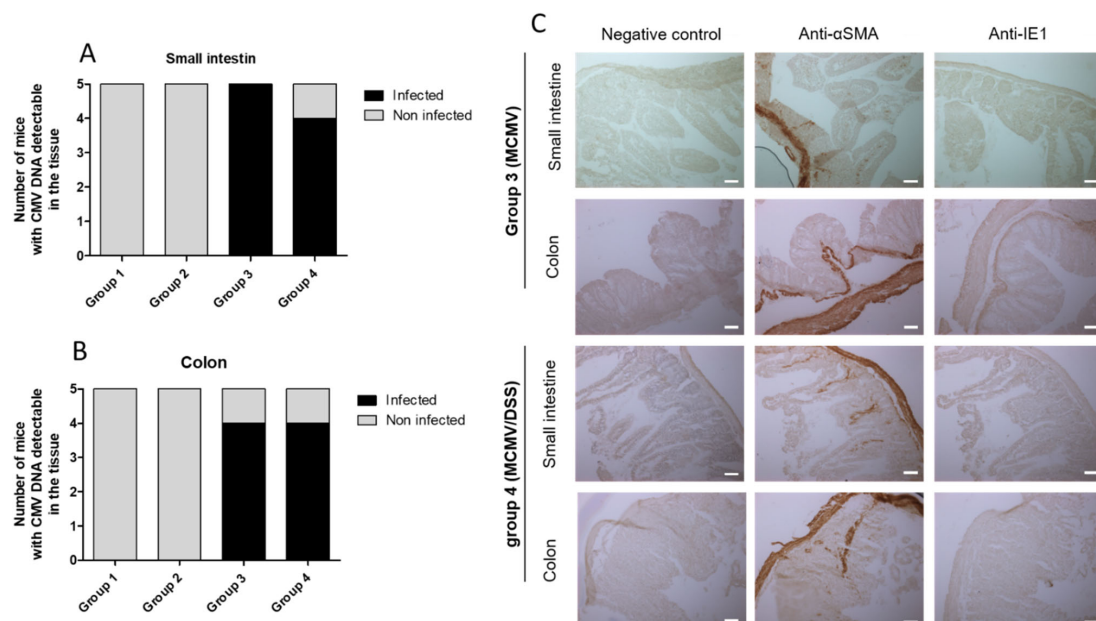 A
Small intestin
Number of mice
with CMV DNA detectable
in the tissue
5
4
3
2
1
0
Group 1
Group 2
Group 3
Group 4
Infected
Non infected
B
Colon
Number of mice
with CMV DNA detectable
in the tissue
5
4
3
2
1
0
Group 1
Group 2
Group 3
Group 4
Infected
Non infected
C
Negative control
Anti-αSMA
Anti-IE1
Group 3 (MCMV)
Small intestine
Colon
group 4 (MCMV/DSS)
Small intestine
Colon